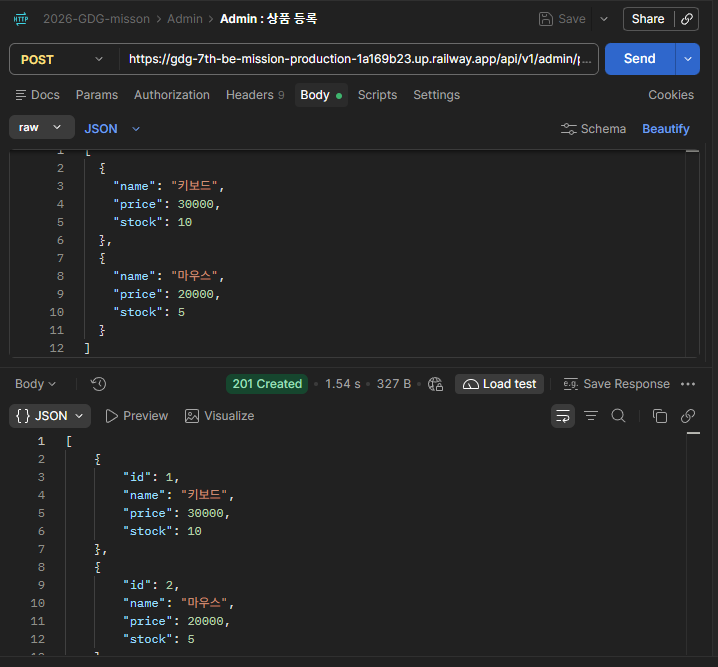 HTTP 2026-GDG-misson > Admin > Admin : 상품 등록 Save Share
POST https://gdg-7th-be-mission-production-1a169b23.up.railway.app/api/v1/admin/p... Send
Docs Params Authorization Headers 9 Body Scripts Settings Cookies
raw JSON Schema Beautify
1 [
2 {
3 "name": "키보드",
4 "price": 30000,
5 "stock": 10
6 },
7 {
8 "name": "마우스",
9 "price": 20000,
10 "stock": 5
11 }
12 ]
Body 201 Created • 1.54 s • 327 B • Load test e.g. Save Response
{} JSON Preview Visualize
1 [
2 {
3 "id": 1,
4 "name": "키보드",
5 "price": 30000,
6 "stock": 10
7 },
8 {
9 "id": 2,
10 "name": "마우스",
11 "price": 20000,
12 "stock": 5